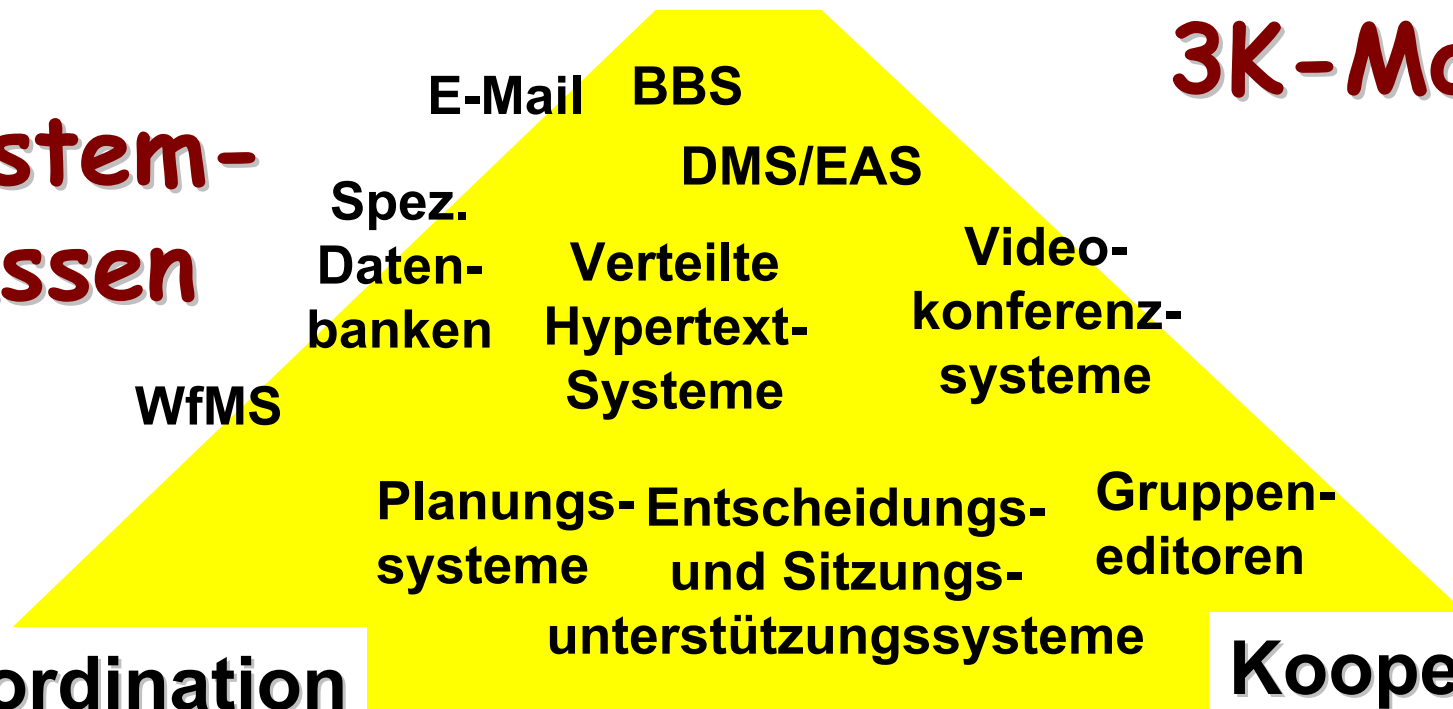 3K-Mo
stem-
ssen
E-Mail
BBS
DMS/EAS
Spez.
Daten-
banken
Verteilte
Hypertext-
Systeme
Video-
konferenz-
systeme
WfMS
Planungs-
systeme
Entscheidungs-
und Sitzungs-
unterstützungssysteme
Gruppen-
editoren
ordination
Koope